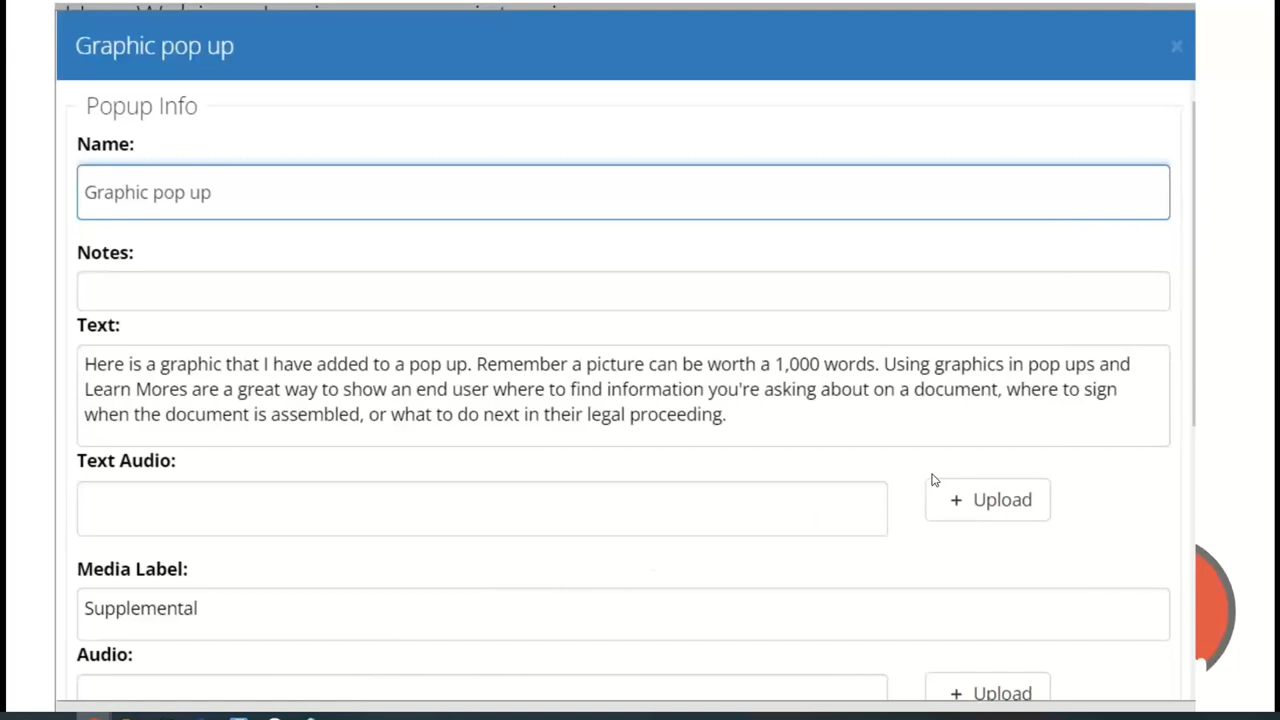 Graphic pop up
×
Popup Info
Name:
Graphic pop up
Notes:
Text:
Here is a graphic that I have added to a pop up. Remember a picture can be worth a 1,000 words. Using graphics in pop ups and
Learn Mores are a great way to show an end user where to find information you're asking about on a document, where to sign
when the document is assembled, or what to do next in their legal proceeding.
Text Audio:
+ Upload
Media Label:
Supplemental
Audio:
+ Upload